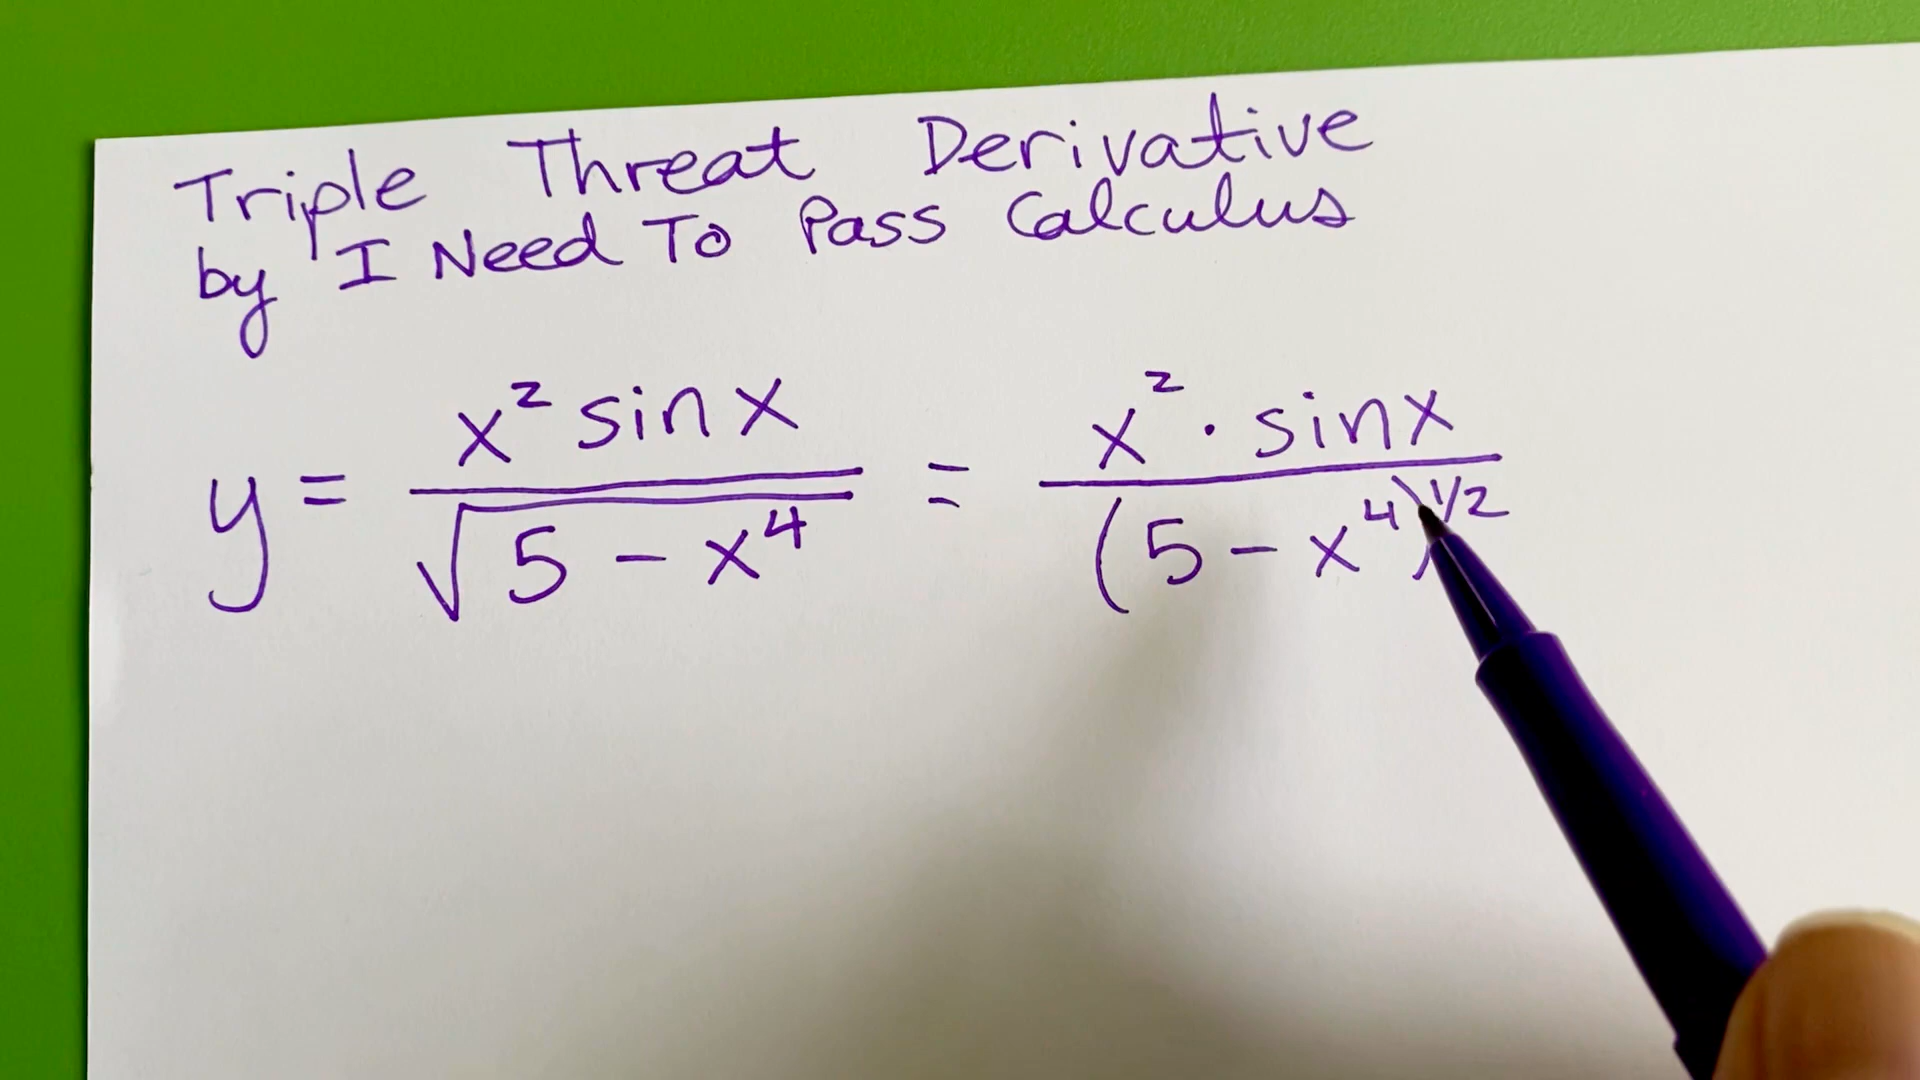 Triple Threat Derivative
by I Need To Pass Calculus
y = x² sin x / √(5 - x⁴) = x² · sin x / (5 - x⁴)^1/2